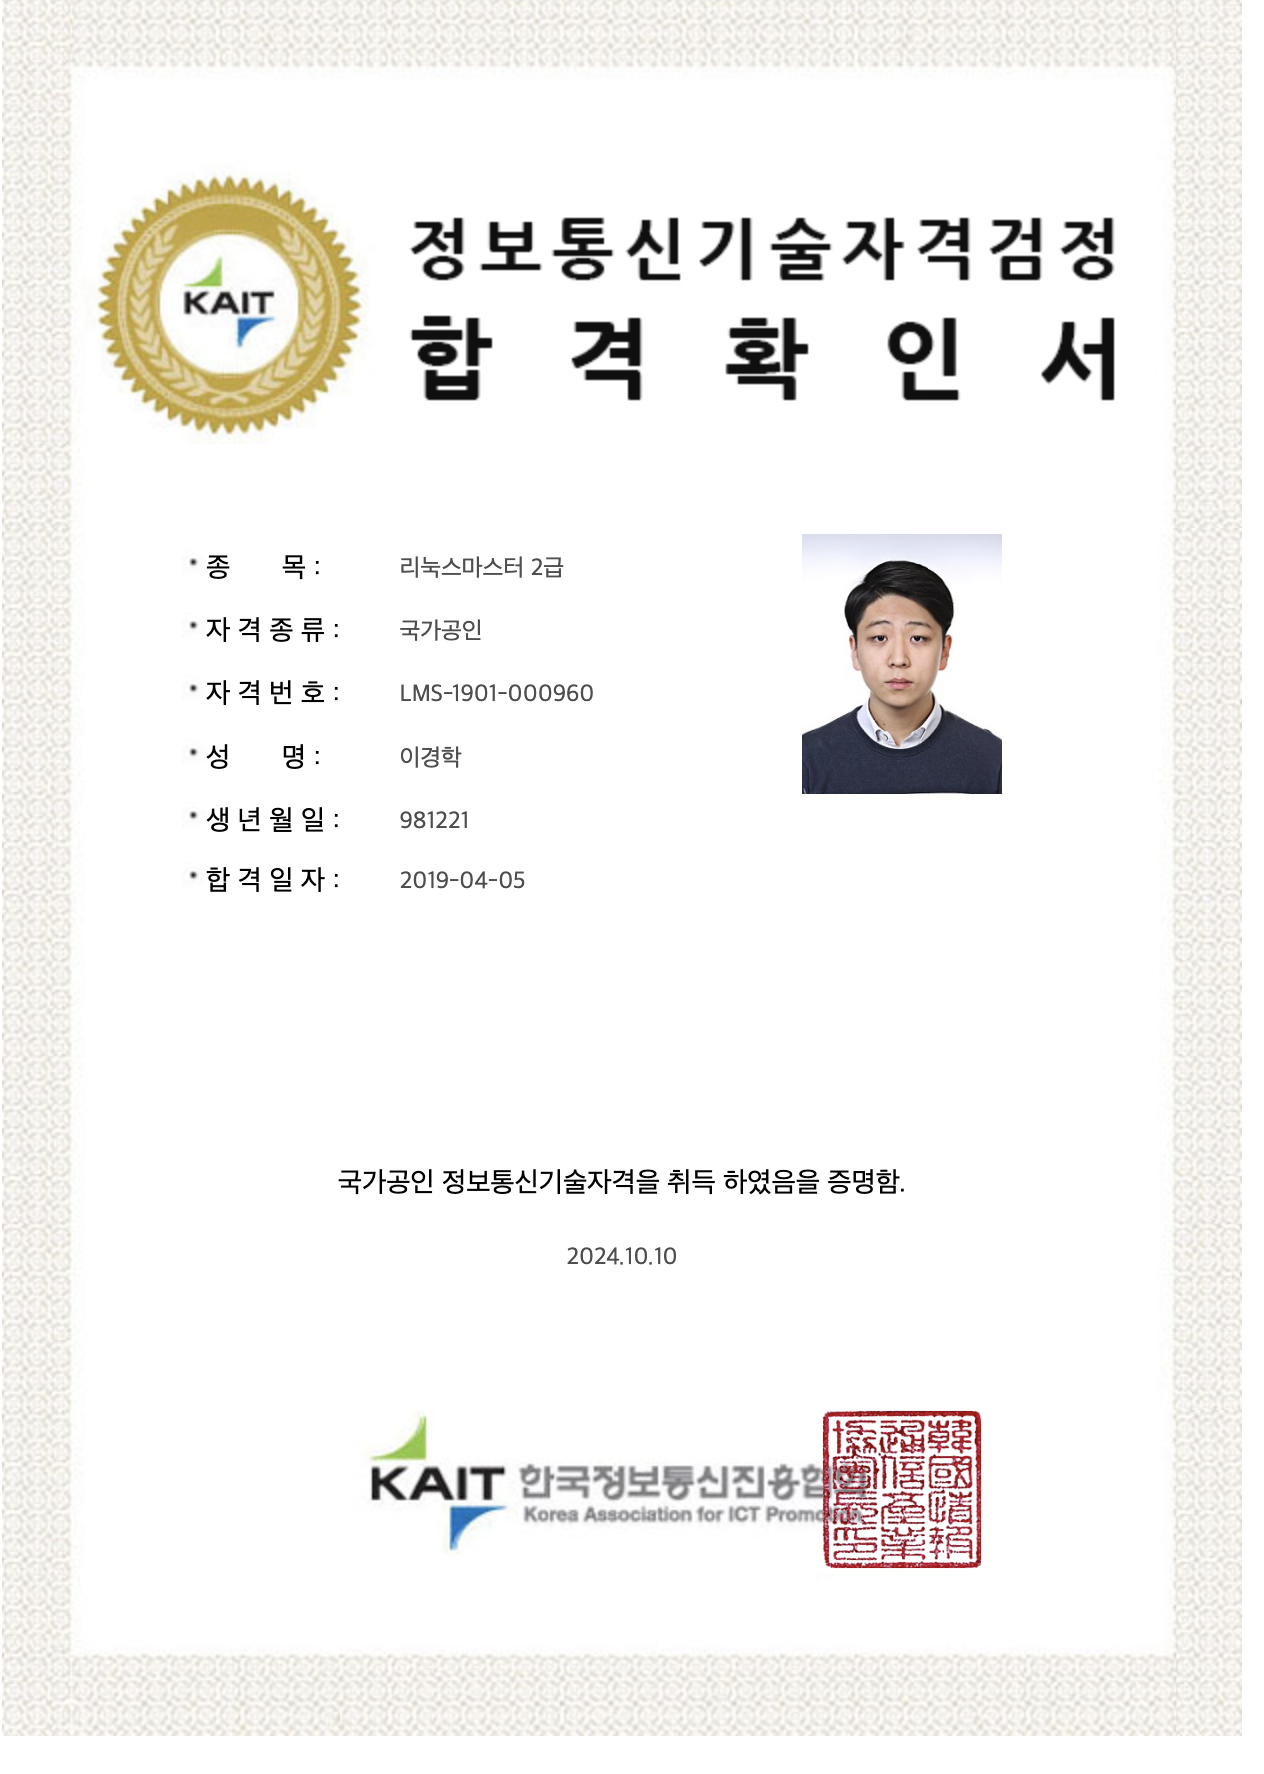 KAIT
정보통신기술자격검정
합격확인서
종 목 : 리눅스마스터 2급
자격종류 : 국가공인
자격번호 : LMS-1901-000960
성 명 : 이경학
생년월일 : 981221
합격일자 : 2019-04-05
국가공인 정보통신기술자격을 취득 하였음을 증명함.
2024.10.10
KAIT 한국정보통신진흥협회
Korea Association for ICT Promotion
韓國情報
通信産業
協會長印